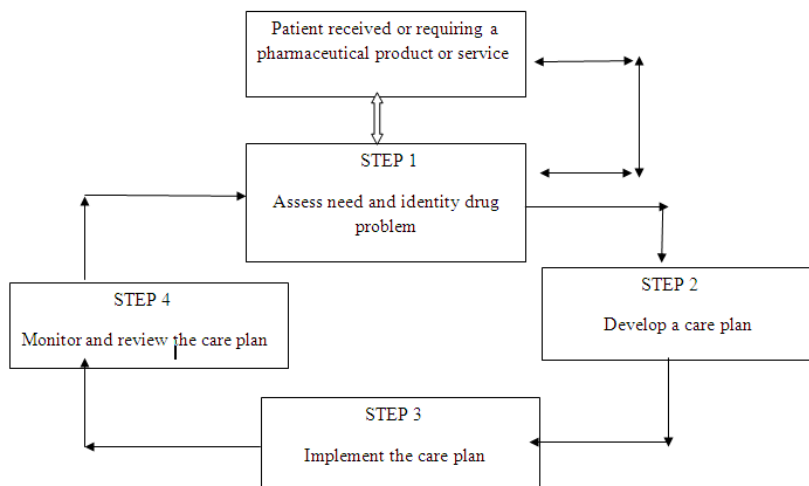 Patient received or requiring a
pharmaceutical product or service
STEP 1
Assess need and identity drug
problem
STEP 2
Develop a care plan
STEP 3
Implement the care plan
STEP 4
Monitor and review the care plan